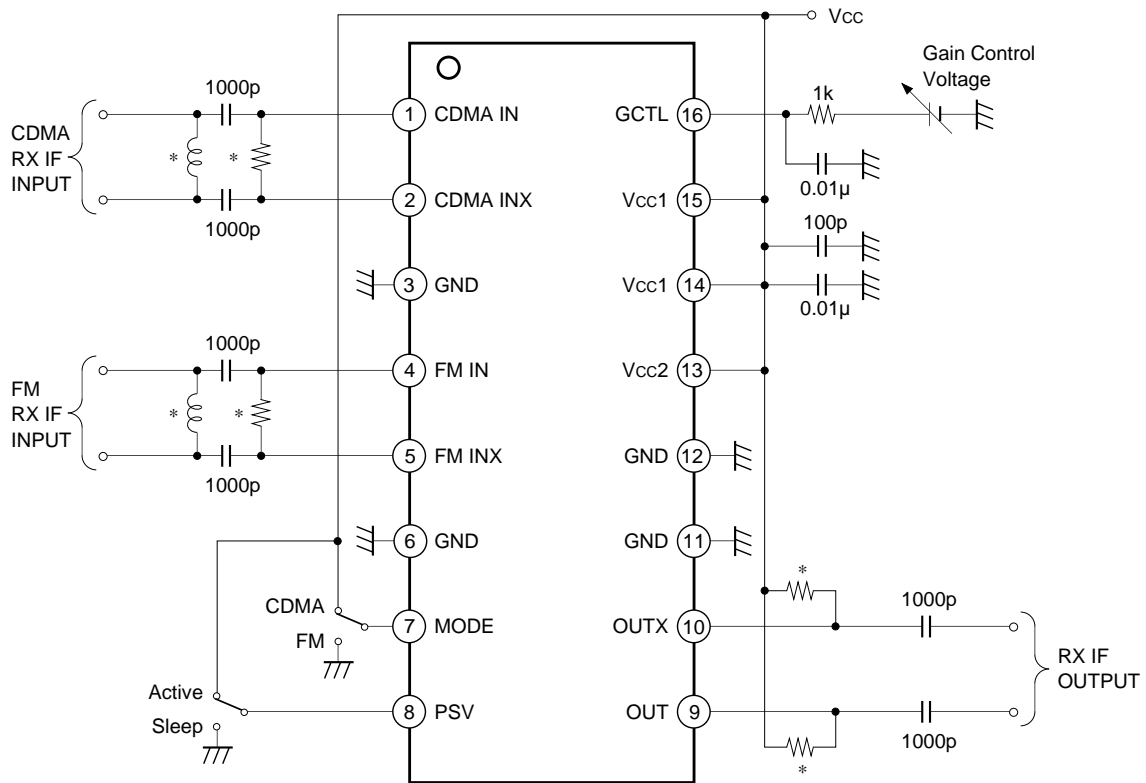 Vcc
Gain Control
Voltage
1000p
1k
1
CDMA IN
GCTL
16
CDMA
RX IF
INPUT
*
*
0.01µ
2
CDMA INX
Vcc1
15
1000p
100p
3
GND
Vcc1
14
0.01µ
1000p
4
FM IN
Vcc2
13
FM
RX IF
INPUT
*
*
5
FM INX
GND
12
1000p
6
GND
GND
11
*
CDMA
1000p
7
MODE
OUTX
10
FM
RX IF
OUTPUT
Active
8
PSV
OUT
9
Sleep
1000p
*